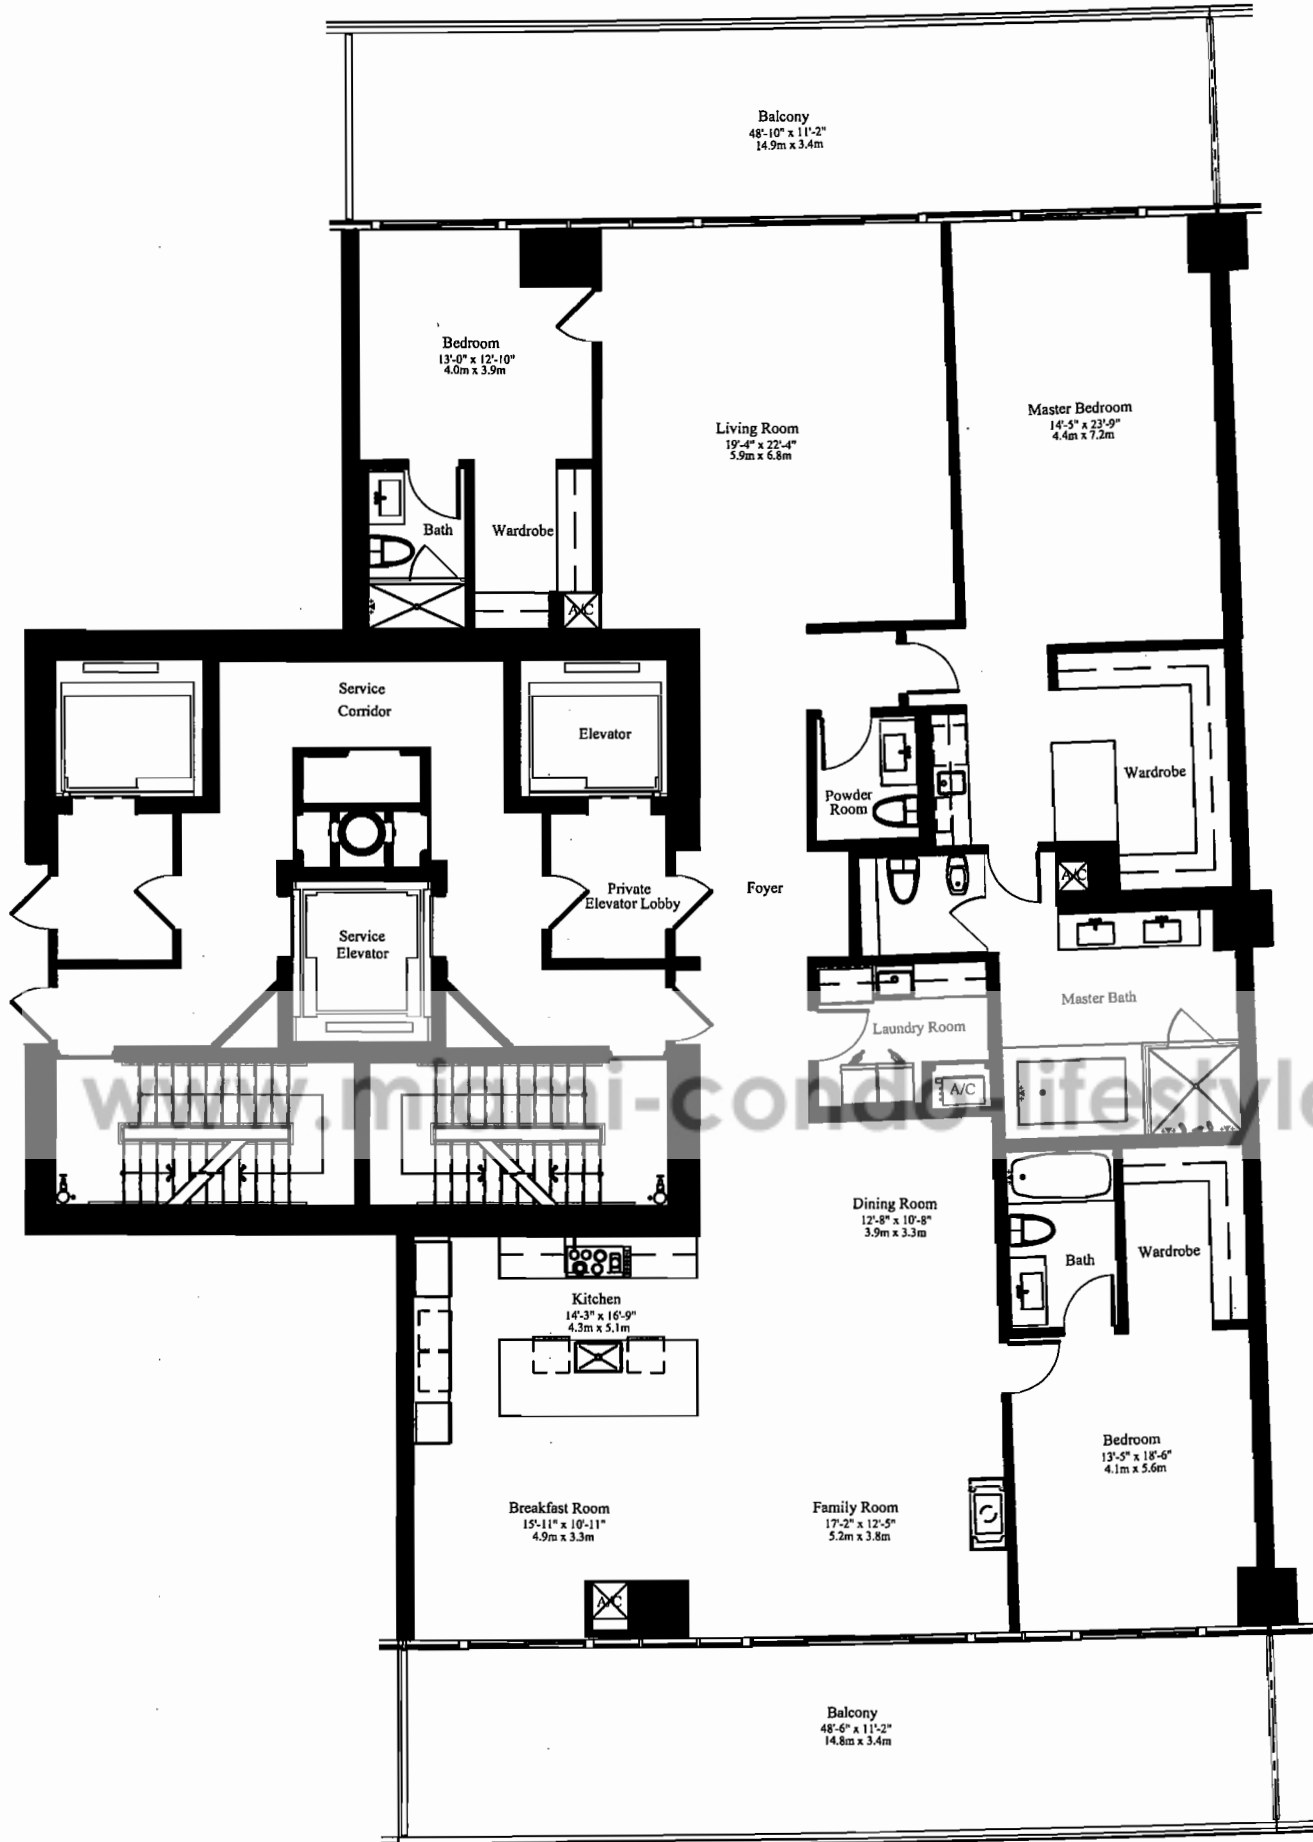 Balcony
48'-10" x 11'-2"
14.9m x 3.4m
Bedroom
13'-0" x 12'-10"
4.0m x 3.9m
Living Room
19'-4" x 22'-4"
5.9m x 6.8m
Master Bedroom
14'-5" x 23'-9"
4.4m x 7.2m
Bath
Wardrobe
A/C
Service
Corridor
Elevator
Powder
Room
Wardrobe
Private
Elevator Lobby
Foyer
A/C
Service
Elevator
Master Bath
Laundry Room
A/C
www.miami-condo-lifestyle
Dining Room
12'-8" x 10'-8"
3.9m x 3.3m
Bath
Wardrobe
Kitchen
14'-3" x 16'-9"
4.3m x 5.1m
Bedroom
13'-5" x 18'-6"
4.1m x 5.6m
Breakfast Room
15'-11" x 10'-11"
4.9m x 3.3m
Family Room
17'-2" x 12'-5"
5.2m x 3.8m
A/C
Balcony
48'-6" x 11'-2"
14.8m x 3.4m